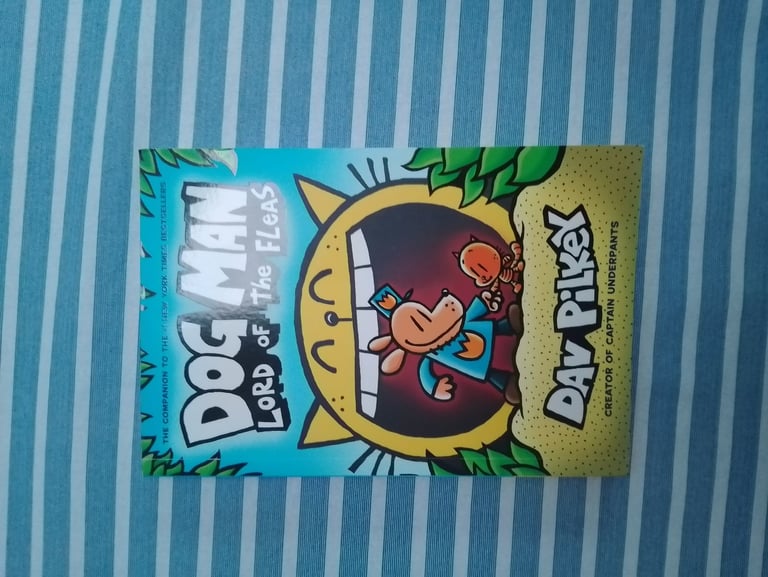 THE COMPANION TO THE #1 NEW YORK TIMES BESTSELLERS
DOG MAN
LORD OF THE FLEAS
DAV PiLKEY
CREATOR OF CAPTAIN UNDERPANTS